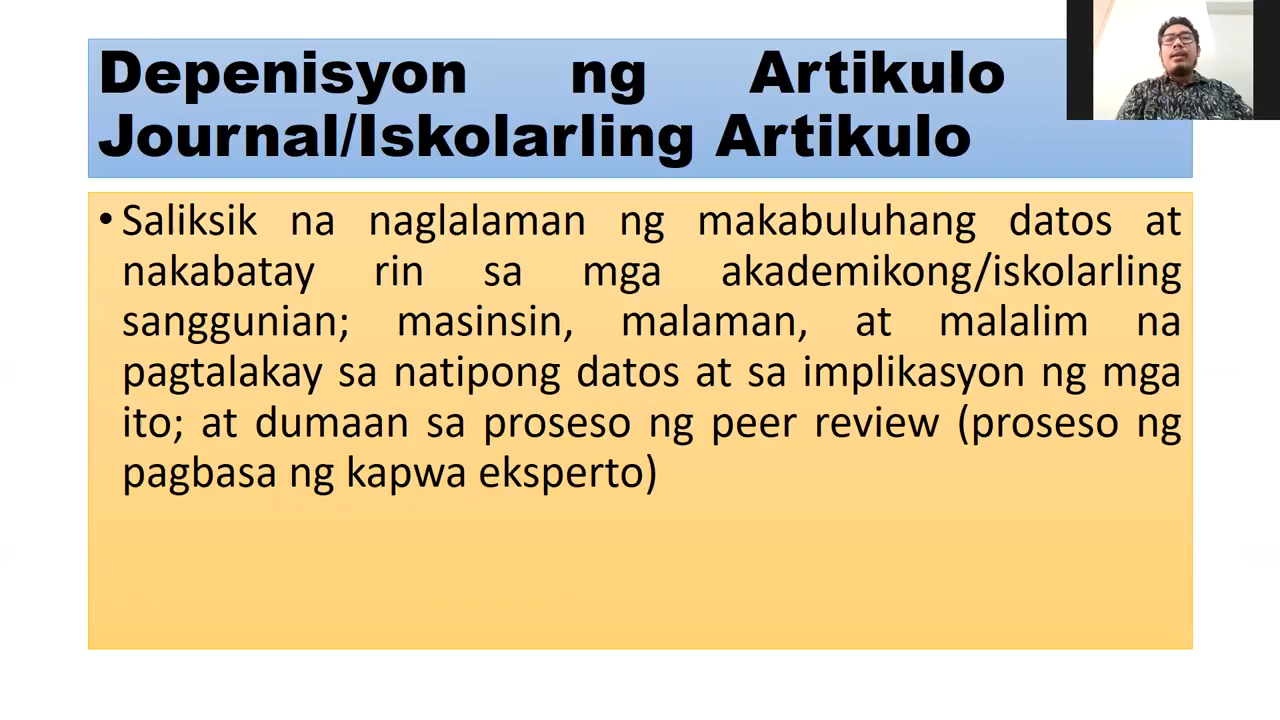 Depenisyon ng Artikulo
Journal/Iskolarling Artikulo
• Saliksik na naglalaman ng makabuluhang datos at
nakabatay rin sa mga akademikong/iskolarling
sanggunian; masinsin, malaman, at malalim na
pagtalakay sa natipong datos at sa implikasyon ng mga
ito; at dumaan sa proseso ng peer review (proseso ng
pagbasa ng kapwa eksperto)